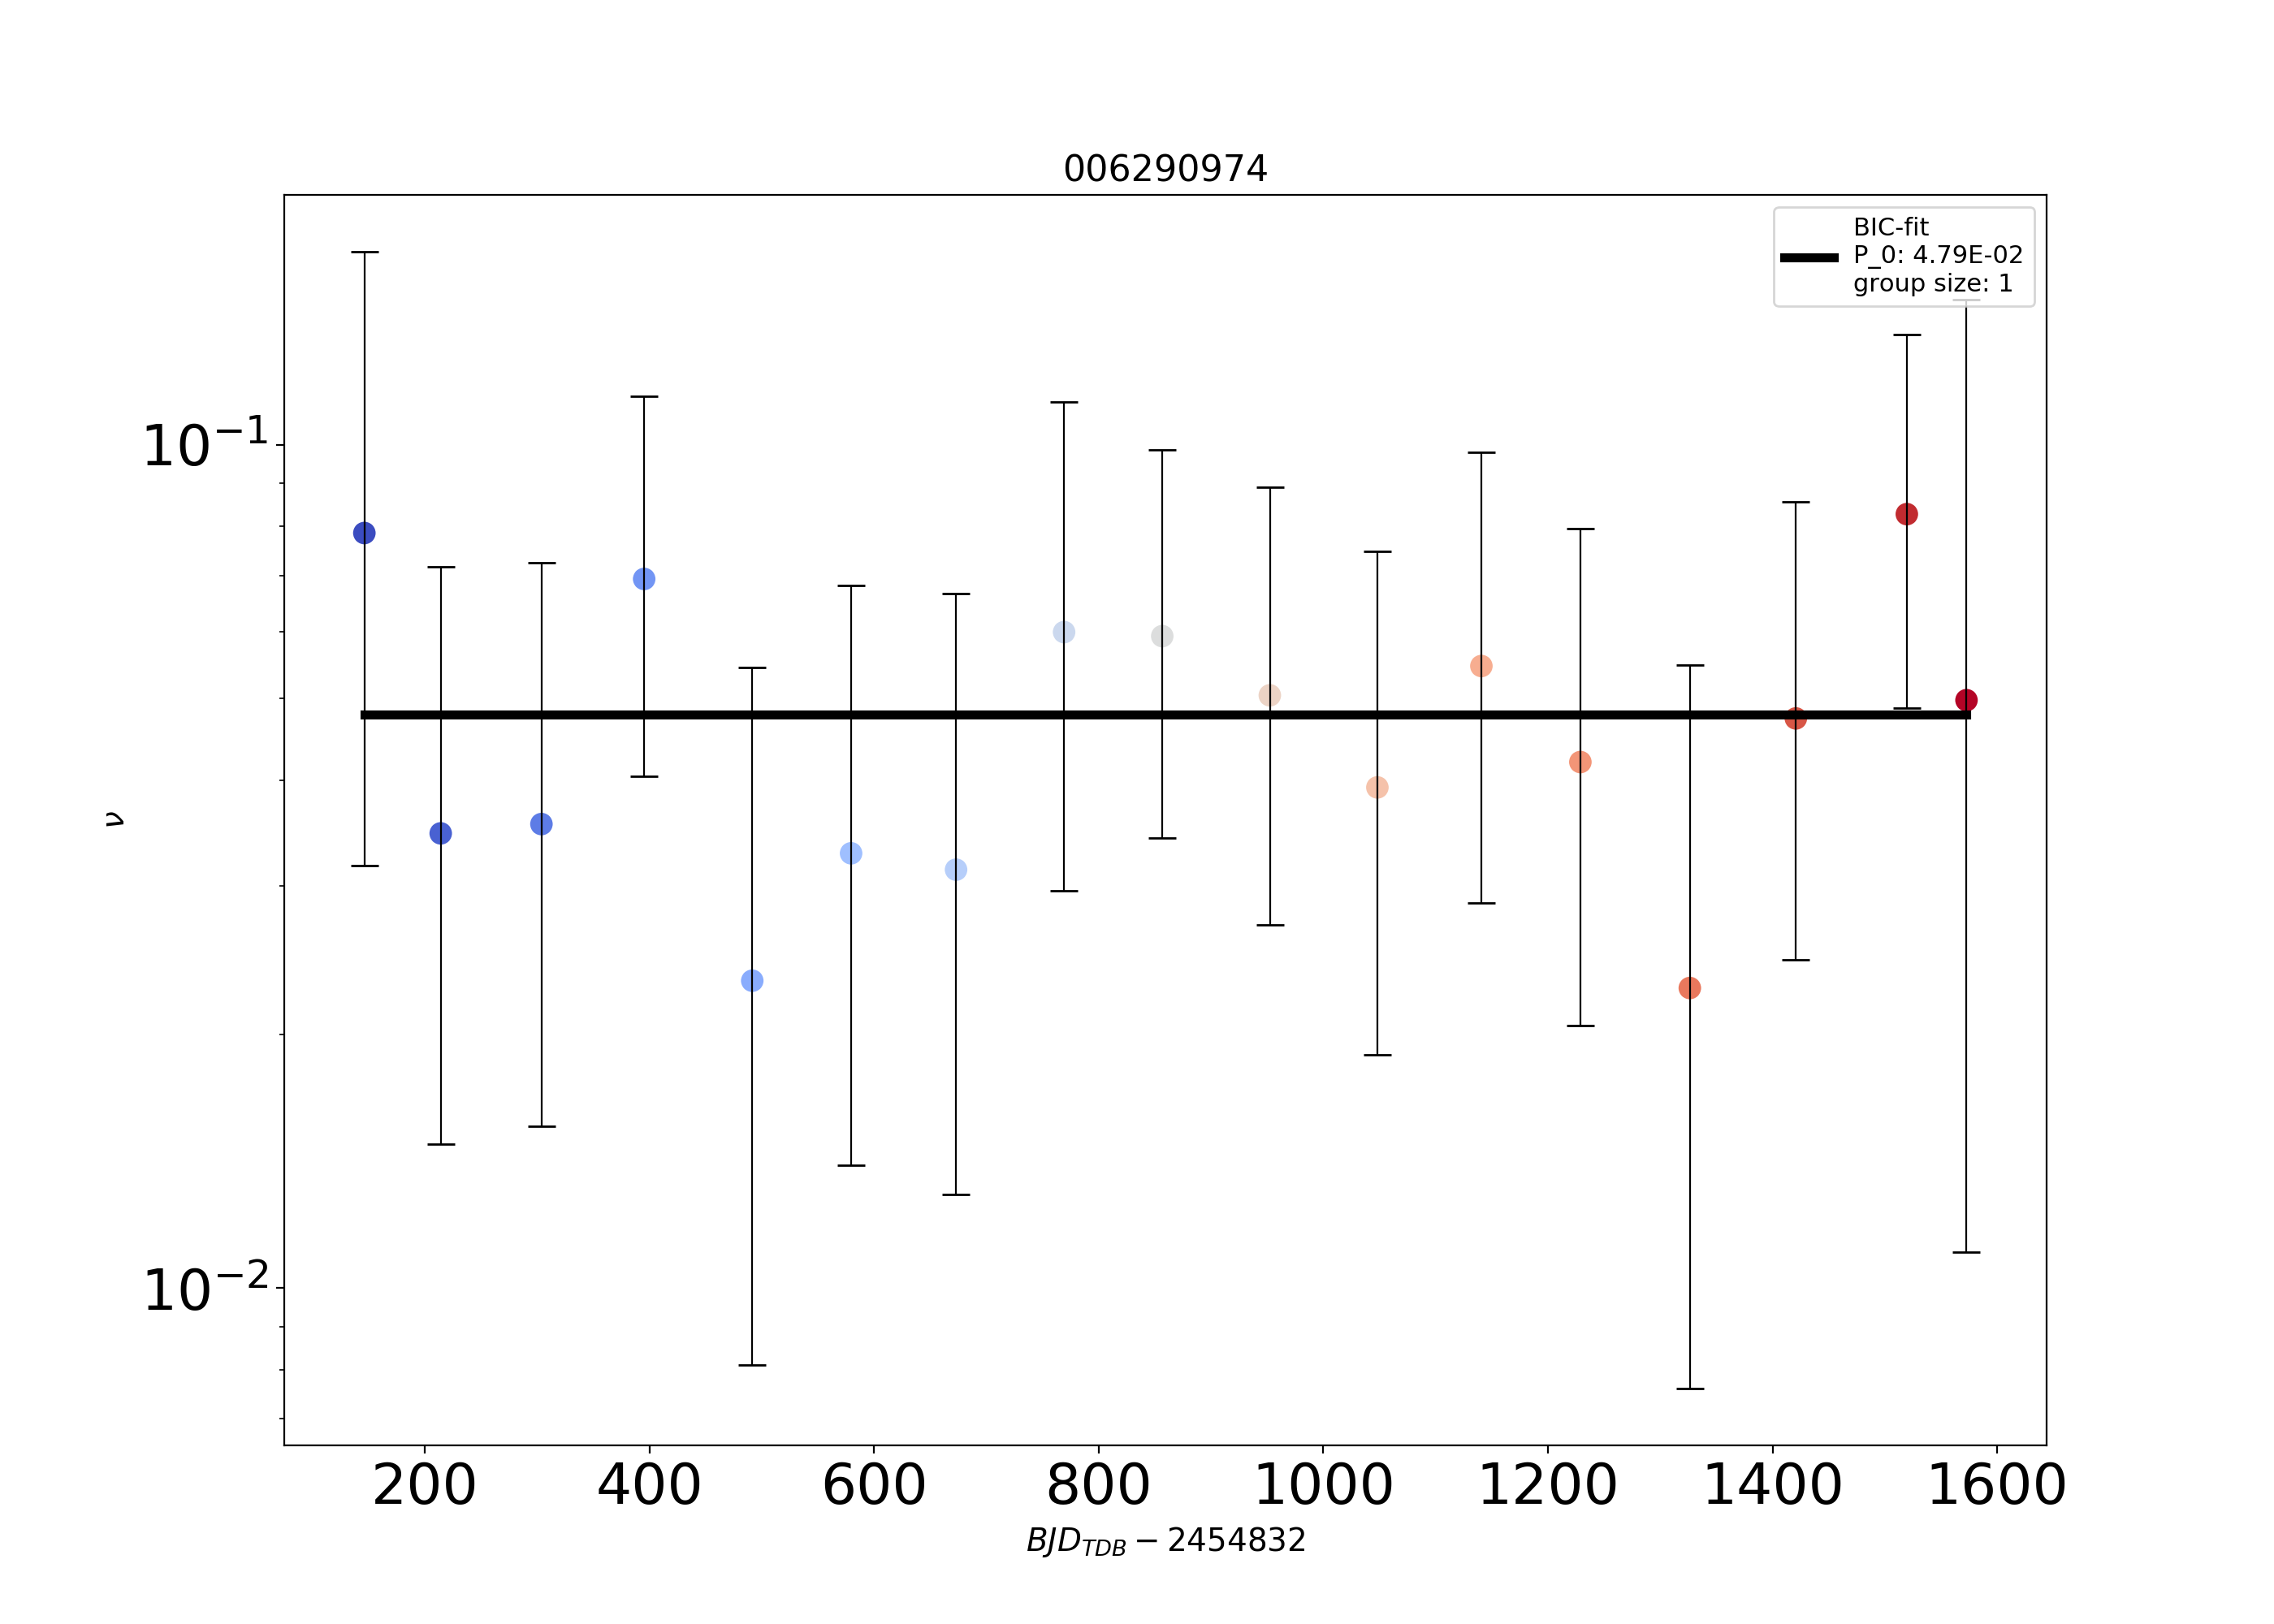 006290974
BIC-fit
P_0: 4.79E-02
group size: 1
10⁻¹
10⁻²
ν
200 400 600 800 1000 1200 1400 1600
BJD_TDB − 2454832